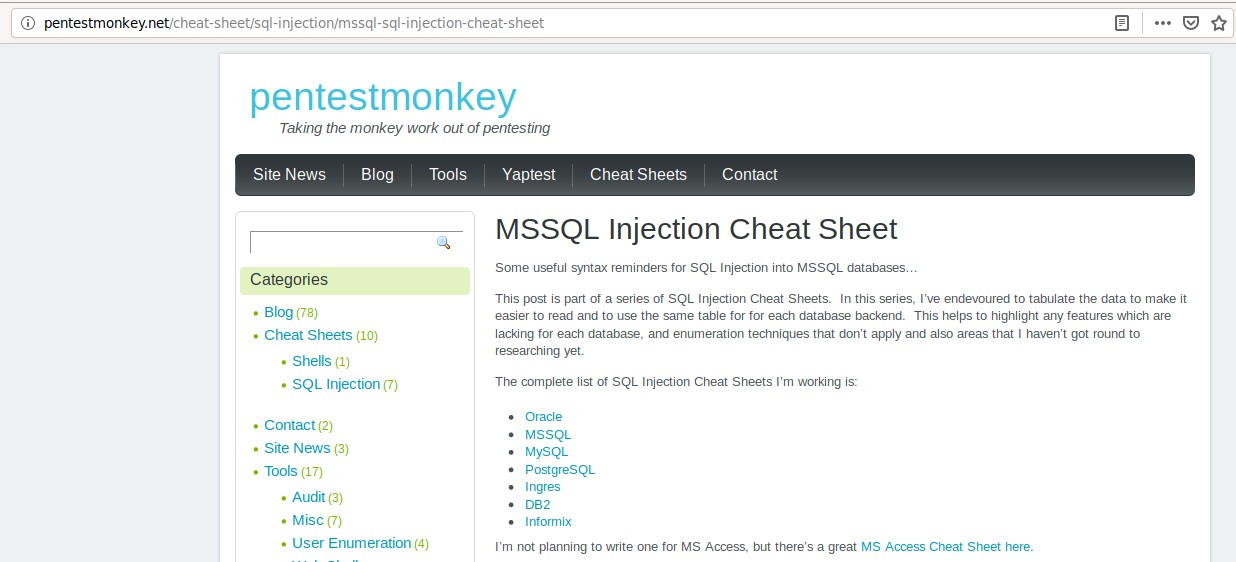 pentestmonkey.net/cheat-sheet/sql-injection/mssql-sql-injection-cheat-sheet
pentestmonkey
Taking the monkey work out of pentesting
Site News Blog Tools Yaptest Cheat Sheets Contact
Categories
Blog (78)
Cheat Sheets (10)
Shells (1)
SQL Injection (7)
Contact (2)
Site News (3)
Tools (17)
Audit (3)
Misc (7)
User Enumeration (4)
MSSQL Injection Cheat Sheet
Some useful syntax reminders for SQL Injection into MSSQL databases…
This post is part of a series of SQL Injection Cheat Sheets.  In this series, I've endevoured to tabulate the data to make it
easier to read and to use the same table for for each database backend.  This helps to highlight any features which are
lacking for each database, and enumeration techniques that don't apply and also areas that I haven't got round to
researching yet.
The complete list of SQL Injection Cheat Sheets I'm working is:
Oracle
MSSQL
MySQL
PostgreSQL
Ingres
DB2
Informix
I'm not planning to write one for MS Access, but there's a great MS Access Cheat Sheet here.